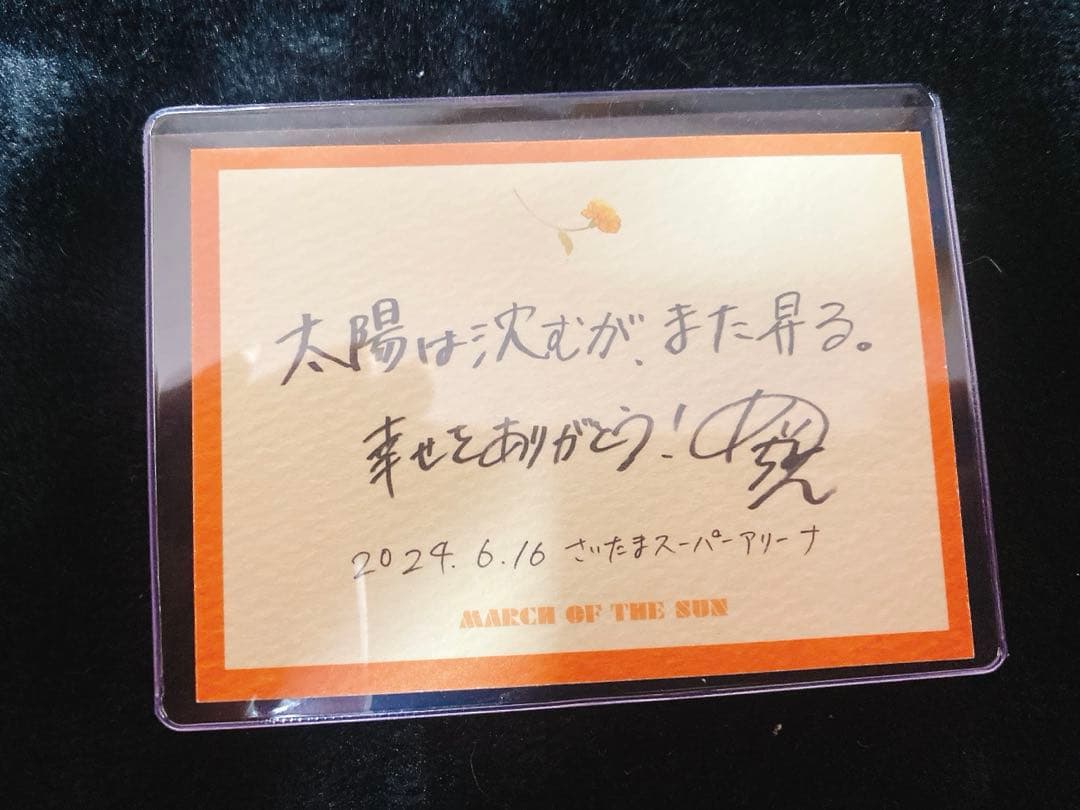 太陽は沈むが、また昇る。
幸せをありがとう!
2024.6.16 さいたまスーパーアリーナ
MARCH OF THE SUN